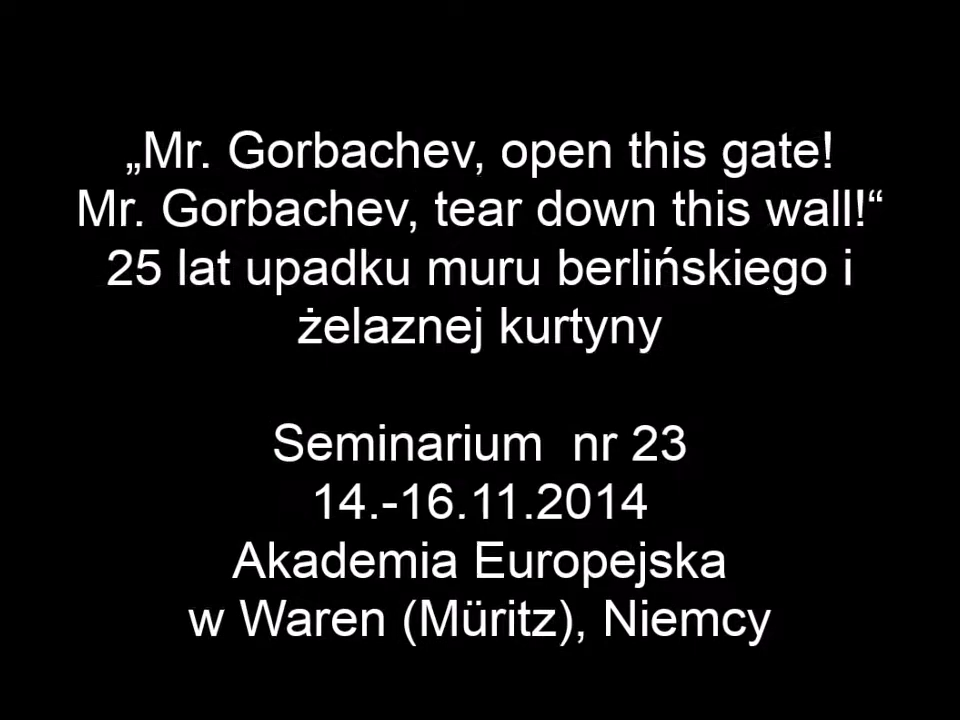 „Mr. Gorbachev, open this gate!
Mr. Gorbachev, tear down this wall!“
25 lat upadku muru berlińskiego i
żelaznej kurtyny
Seminarium nr 23
14.-16.11.2014
Akademia Europejska
w Waren (Müritz), Niemcy